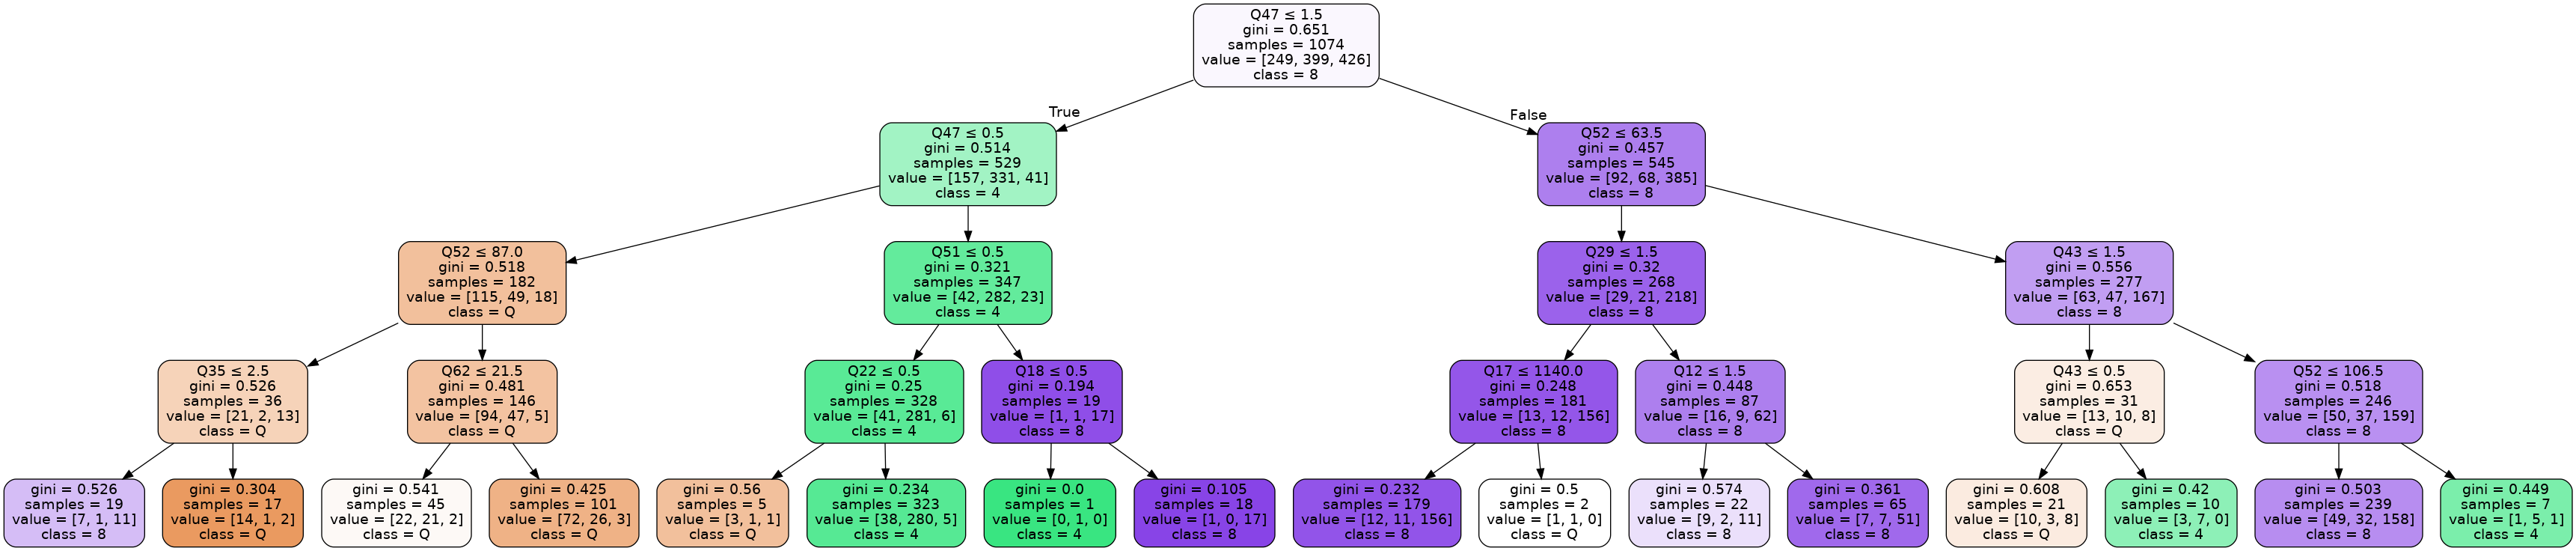 Q47 ≤ 1.5
gini = 0.651
samples = 1074
value = [249, 399, 426]
class = 8
True
False
Q47 ≤ 0.5
gini = 0.514
samples = 529
value = [157, 331, 41]
class = 4
Q52 ≤ 63.5
gini = 0.457
samples = 545
value = [92, 68, 385]
class = 8
Q52 ≤ 87.0
gini = 0.518
samples = 182
value = [115, 49, 18]
class = Q
Q51 ≤ 0.5
gini = 0.321
samples = 347
value = [42, 282, 23]
class = 4
Q29 ≤ 1.5
gini = 0.32
samples = 268
value = [29, 21, 218]
class = 8
Q43 ≤ 1.5
gini = 0.556
samples = 277
value = [63, 47, 167]
class = 8
Q35 ≤ 2.5
gini = 0.526
samples = 36
value = [21, 2, 13]
class = Q
Q62 ≤ 21.5
gini = 0.481
samples = 146
value = [94, 47, 5]
class = Q
Q22 ≤ 0.5
gini = 0.25
samples = 328
value = [41, 281, 6]
class = 4
Q18 ≤ 0.5
gini = 0.194
samples = 19
value = [1, 1, 17]
class = 8
Q17 ≤ 1140.0
gini = 0.248
samples = 181
value = [13, 12, 156]
class = 8
Q12 ≤ 1.5
gini = 0.448
samples = 87
value = [16, 9, 62]
class = 8
Q43 ≤ 0.5
gini = 0.653
samples = 31
value = [13, 10, 8]
class = Q
Q52 ≤ 106.5
gini = 0.518
samples = 246
value = [50, 37, 159]
class = 8
gini = 0.526
samples = 19
value = [7, 1, 11]
class = 8
gini = 0.304
samples = 17
value = [14, 1, 2]
class = Q
gini = 0.541
samples = 45
value = [22, 21, 2]
class = Q
gini = 0.425
samples = 101
value = [72, 26, 3]
class = Q
gini = 0.56
samples = 5
value = [3, 1, 1]
class = Q
gini = 0.234
samples = 323
value = [38, 280, 5]
class = 4
gini = 0.0
samples = 1
value = [0, 1, 0]
class = 4
gini = 0.105
samples = 18
value = [1, 0, 17]
class = 8
gini = 0.232
samples = 179
value = [12, 11, 156]
class = 8
gini = 0.5
samples = 2
value = [1, 1, 0]
class = Q
gini = 0.574
samples = 22
value = [9, 2, 11]
class = 8
gini = 0.361
samples = 65
value = [7, 7, 51]
class = 8
gini = 0.608
samples = 21
value = [10, 3, 8]
class = Q
gini = 0.42
samples = 10
value = [3, 7, 0]
class = 4
gini = 0.503
samples = 239
value = [49, 32, 158]
class = 8
gini = 0.449
samples = 7
value = [1, 5, 1]
class = 4